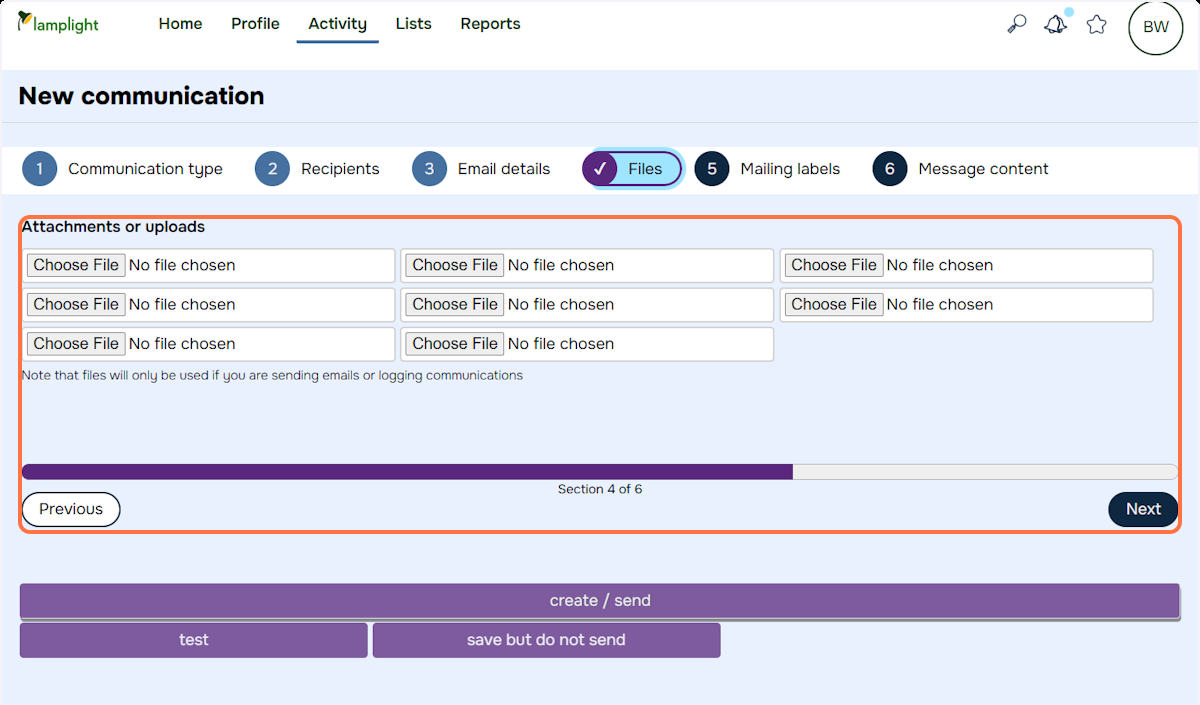 lamplight Home Profile Activity Lists Reports BW
New communication
1 Communication type 2 Recipients 3 Email details ✓ Files 5 Mailing labels 6 Message content
Attachments or uploads
Choose File No file chosen Choose File No file chosen Choose File No file chosen
Choose File No file chosen Choose File No file chosen Choose File No file chosen
Choose File No file chosen Choose File No file chosen
Note that files will only be used if you are sending emails or logging communications
Section 4 of 6
Previous Next
create / send
test save but do not send